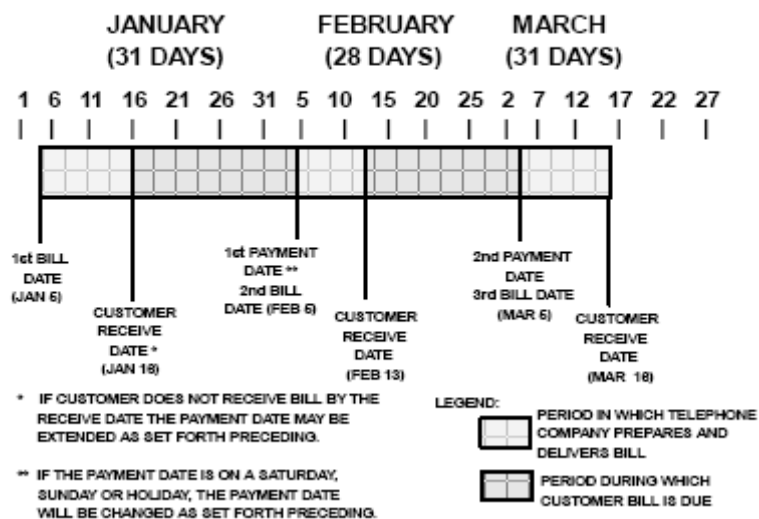 JANUARY FEBRUARY MARCH
(31 DAYS) (28 DAYS) (31 DAYS)
1 6 11 16 21 26 31 5 10 15 20 25 2 7 12 17 22 27
1st BILL
DATE
(JAN 5)
CUSTOMER
RECEIVE
DATE *
(JAN 16)
1st PAYMENT
DATE **
2nd BILL
DATE (FEB 5)
CUSTOMER
RECEIVE
DATE
(FEB 13)
2nd PAYMENT
DATE
3rd BILL DATE
(MAR 5)
CUSTOMER
RECEIVE
DATE
(MAR 16)
* IF CUSTOMER DOES NOT RECEIVE BILL BY THE
RECEIVE DATE THE PAYMENT DATE MAY BE
EXTENDED AS SET FORTH PRECEDING.
** IF THE PAYMENT DATE IS ON A SATURDAY,
SUNDAY OR HOLIDAY, THE PAYMENT DATE
WILL BE CHANGED AS SET FORTH PRECEDING.
LEGEND:
PERIOD IN WHICH TELEPHONE
COMPANY PREPARES AND
DELIVERS BILL
PERIOD DURING WHICH
CUSTOMER BILL IS DUE